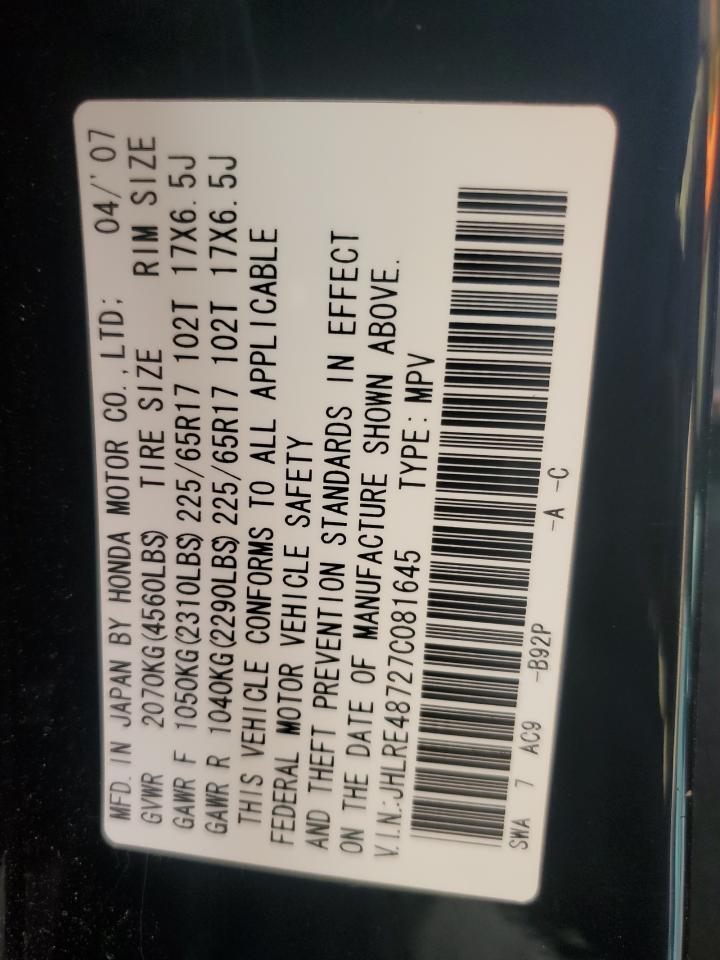 MFD. IN JAPAN BY HONDA MOTOR CO.,LTD; 04/'07
GVWR 2070KG(4560LBS) TIRE SIZE RIM SIZE
GAWR F 1050KG(2310LBS) 225/65R17 102T 17X6.5J
GAWR R 1040KG(2290LBS) 225/65R17 102T 17X6.5J
THIS VEHICLE CONFORMS TO ALL APPLICABLE
FEDERAL MOTOR VEHICLE SAFETY
AND THEFT PREVENTION STANDARDS IN EFFECT
ON THE DATE OF MANUFACTURE SHOWN ABOVE.
V.I.N.:JHLRE48727C081645 TYPE: MPV
SWA 7 AC9 -B92P -A -C